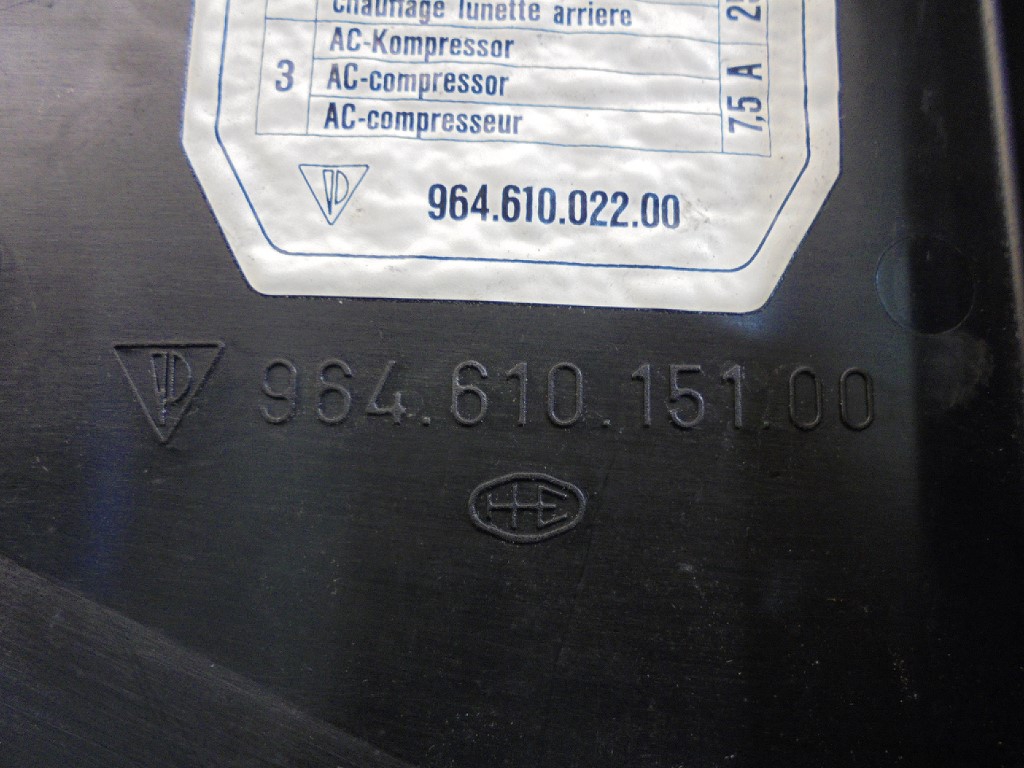 Chauffage lunette arriere
3
AC-Kompressor
AC-compressor
AC-compresseur
7,5 A
964.610.022.00
964.610.151.00
HE